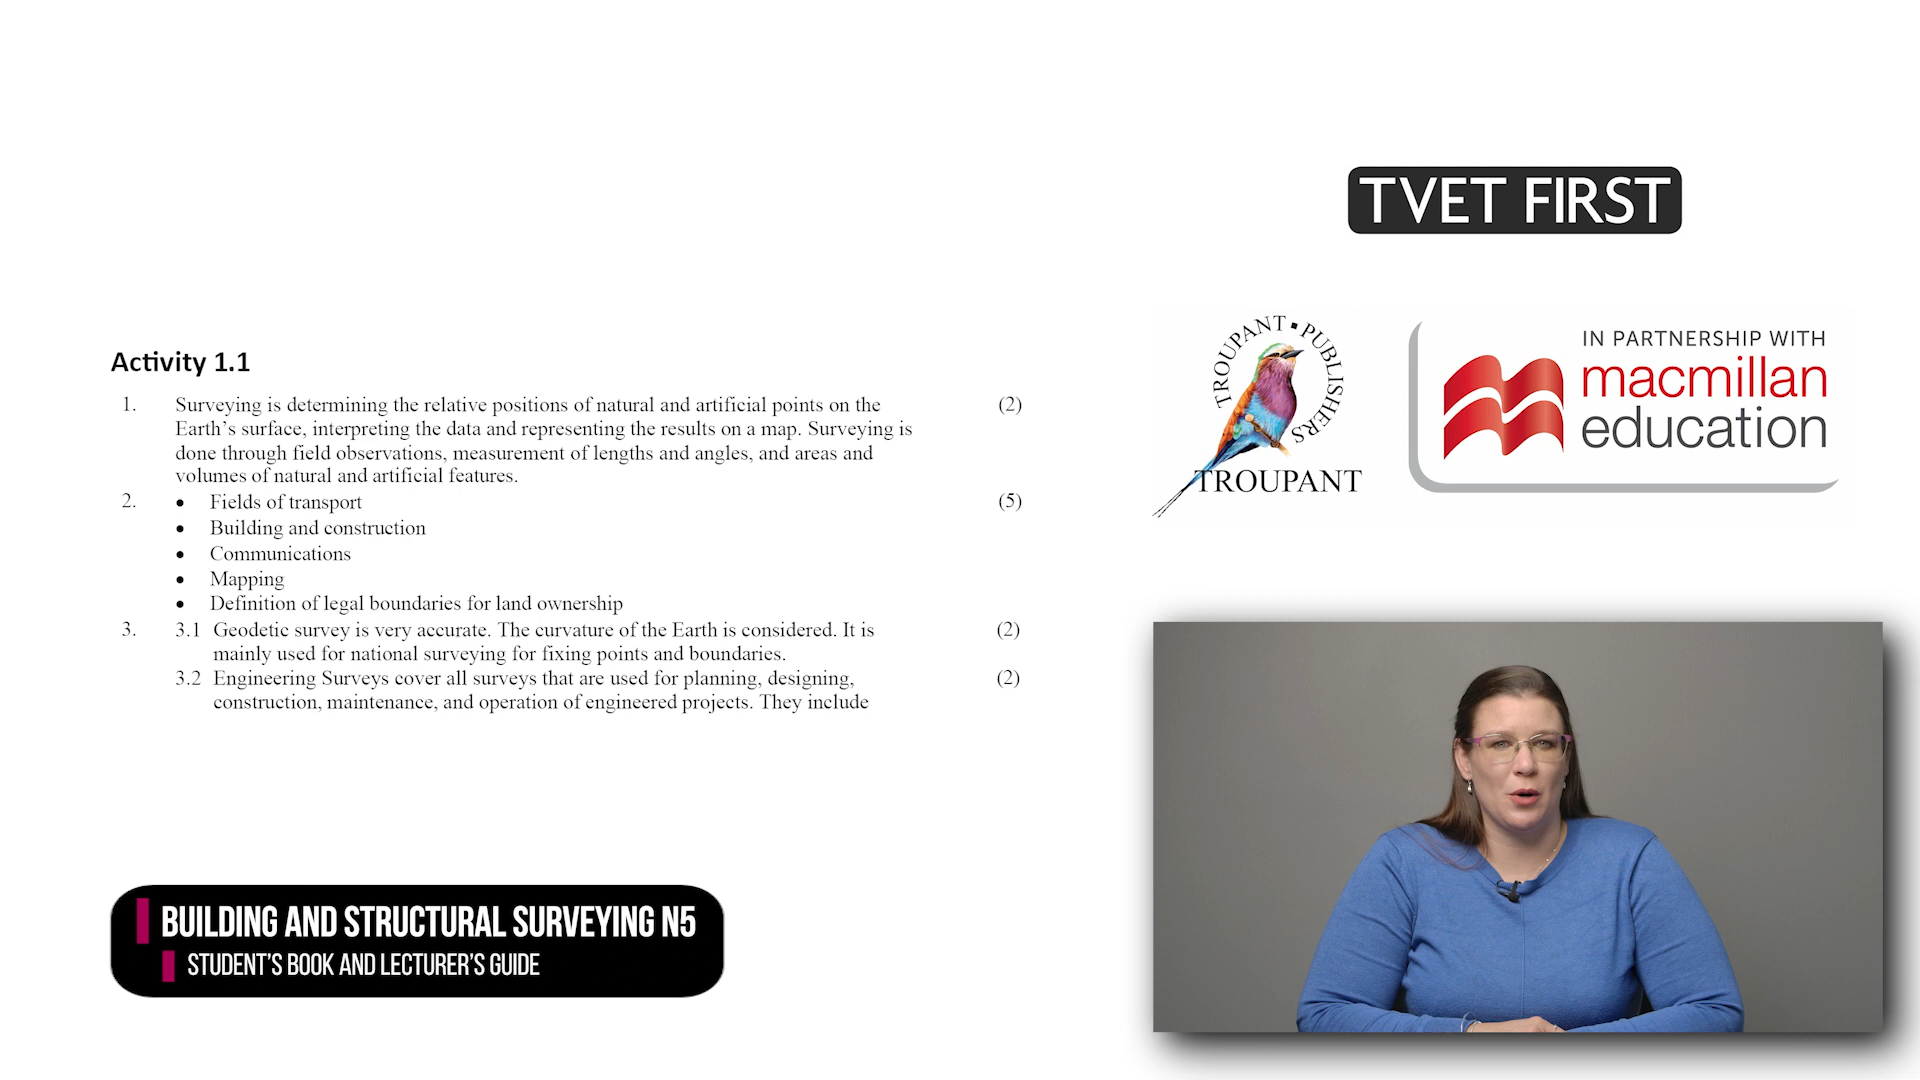 TVET FIRST
TROUPANT ▪ PUBLISHERS
TROUPANT
IN PARTNERSHIP WITH
macmillan
education
Activity 1.1
1. Surveying is determining the relative positions of natural and artificial points on the (2)
Earth's surface, interpreting the data and representing the results on a map. Surveying is
done through field observations, measurement of lengths and angles, and areas and
volumes of natural and artificial features.
2. • Fields of transport (5)
• Building and construction
• Communications
• Mapping
• Definition of legal boundaries for land ownership
3. 3.1 Geodetic survey is very accurate. The curvature of the Earth is considered. It is (2)
mainly used for national surveying for fixing points and boundaries.
3.2 Engineering Surveys cover all surveys that are used for planning, designing, (2)
construction, maintenance, and operation of engineered projects. They include
BUILDING AND STRUCTURAL SURVEYING N5
STUDENT'S BOOK AND LECTURER'S GUIDE